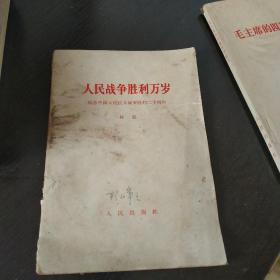 人民战争胜利万岁
纪念中国人民抗日战争胜利二十周年
林彪
人民出版社
毛主席的四